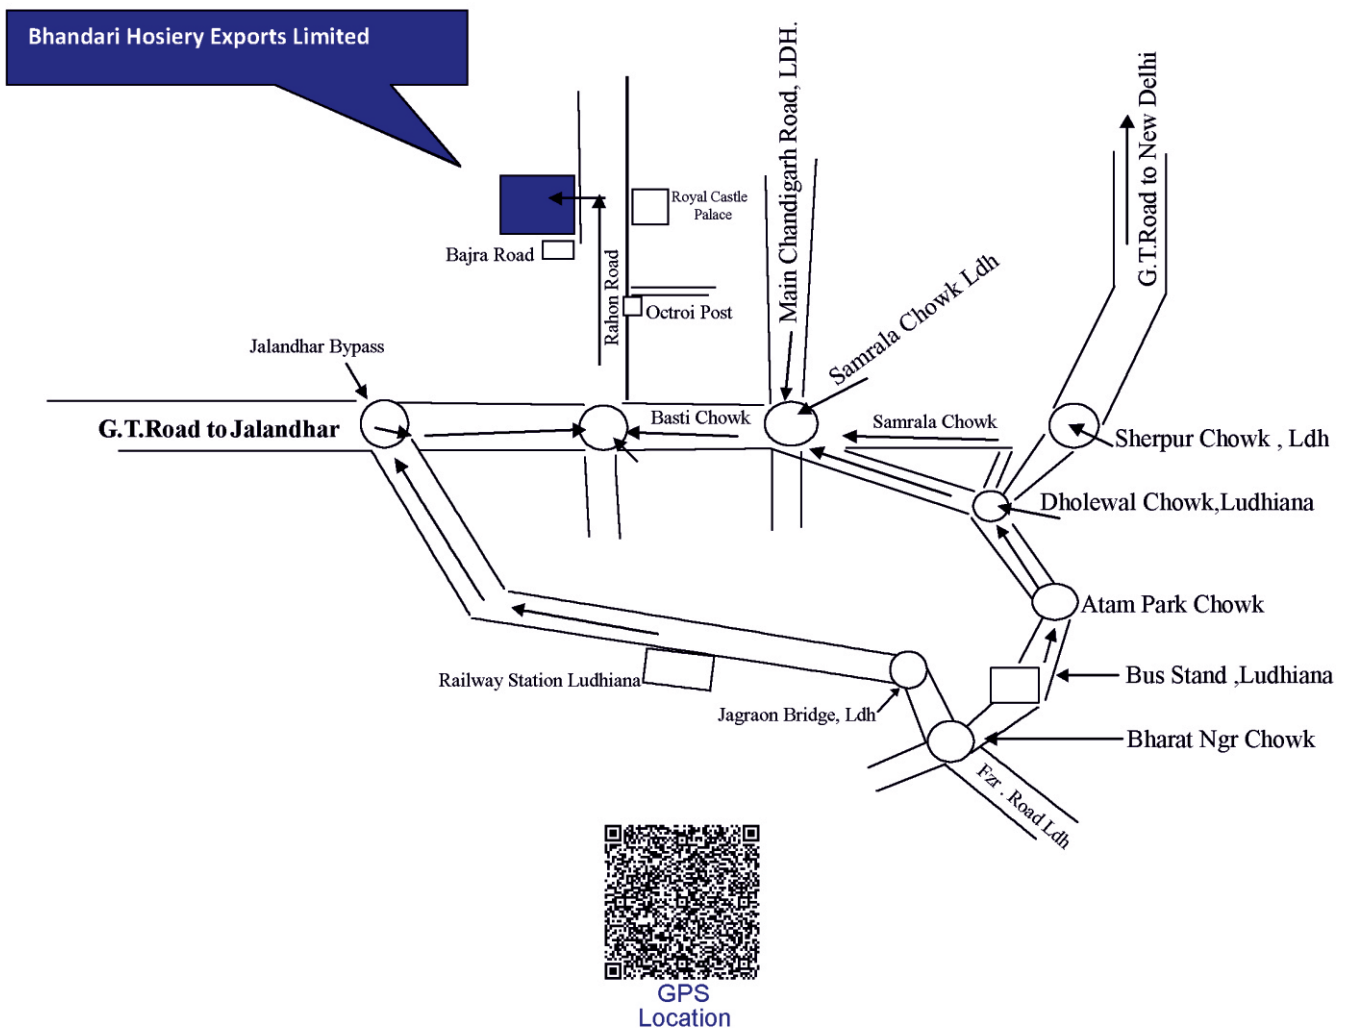 Bhandari Hosiery Exports Limited
Main Chandigarh Road, LDH.
G.T.Road to New Delhi
Royal Castle
Palace
Bajra Road
Rahon Road
Octroi Post
Samrala Chowk Ldh
Jalandhar Bypass
G.T.Road to Jalandhar
Basti Chowk
Samrala Chowk
Sherpur Chowk , Ldh
Dholewal Chowk,Ludhiana
Atam Park Chowk
Railway Station Ludhiana
Bus Stand ,Ludhiana
Jagraon Bridge, Ldh
Bharat Ngr Chowk
Fzr . Road Ldh
GPS
Location